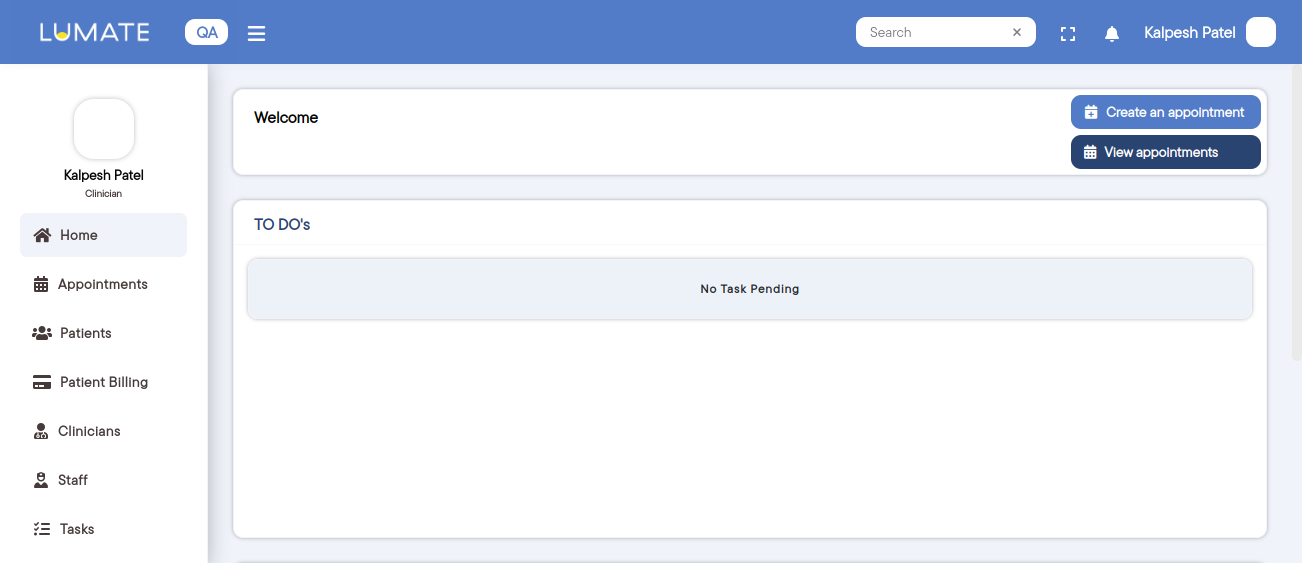 LUMATE
QA
Search
Kalpesh Patel
Kalpesh Patel
Clinician
Home
Appointments
Patients
Patient Billing
Clinicians
Staff
Tasks
Welcome
Create an appointment
View appointments
TO DO's
No Task Pending